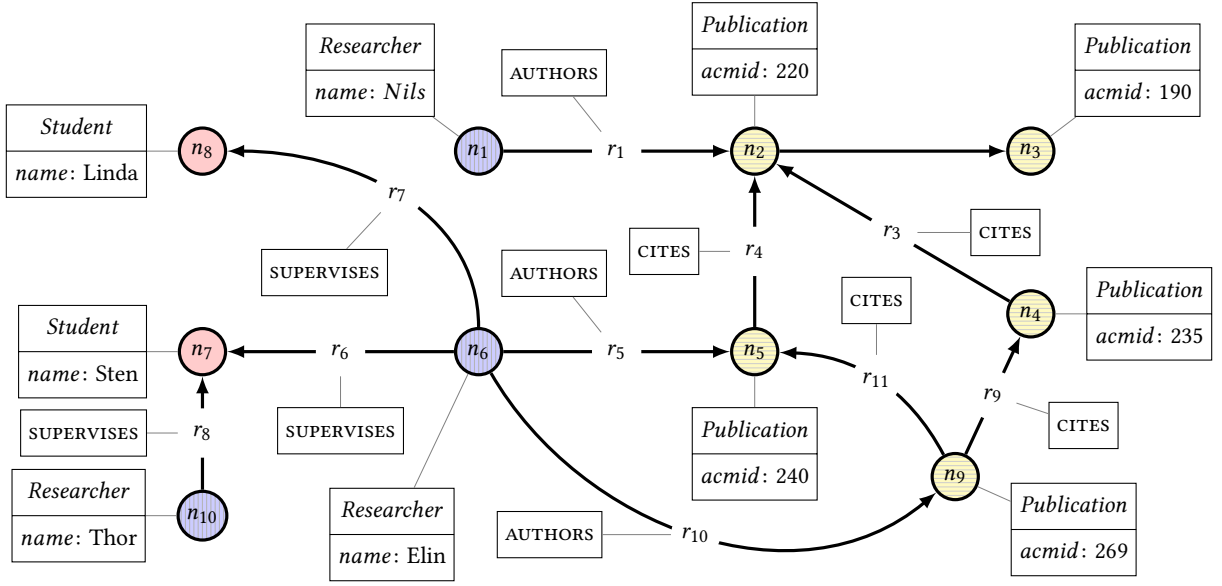 Publication
acmid: 220
Researcher
name: Nils
AUTHORS
Publication
acmid: 190
Student
name: Linda
n8
n1
r1
n2
n3
r7
CITES
r4
r3
CITES
SUPERVISES
AUTHORS
CITES
Publication
acmid: 235
n4
Student
name: Sten
n7
r6
n6
r5
n5
r11
r9
CITES
SUPERVISES
r8
SUPERVISES
Publication
acmid: 240
n9
Researcher
name: Thor
n10
Researcher
name: Elin
AUTHORS
r10
Publication
acmid: 269